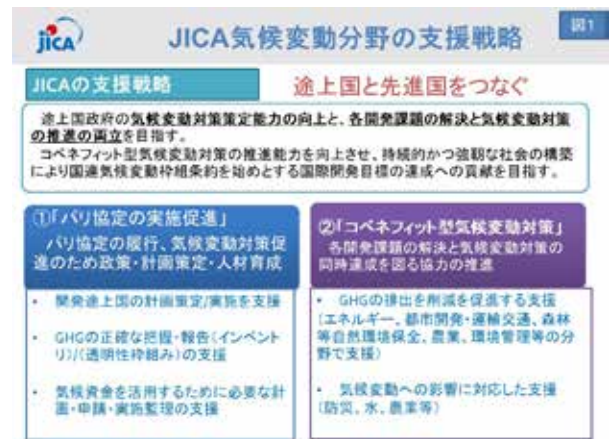 jICA
JICA気候変動分野の支援戦略
図1
JICAの支援戦略
途上国と先進国をつなぐ
途上国政府の気候変動対策策定能力の向上と、各開発課題の解決と気候変動対策
の推進の両立を目指す。
コベネフィット型気候変動対策の推進能力を向上させ、持続的かつ強靭な社会の構築
により国連気候変動枠組条約を始めとする国際開発目標の達成への貢献を目指す。
①「パリ協定の実施促進」
パリ協定の履行、気候変動対策促
進のため政策・計画策定・人材育成
• 開発途上国の計画策定/実施を支援
• GHGの正確な把握・報告(インベント
リ)/(透明性枠組み)の支援
• 気候資金を活用するために必要な計
画・申請・実施監理の支援
②「コベネフィット型気候変動対策」
各開発課題の解決と気候変動対策の
同時達成を図る協力の推進
• GHGの排出を削減を促進する支援
(エネルギー、都市開発・運輸交通、森林
等自然環境保全、農業、環境管理等の分
野で支援)
• 気候変動への影響に対応した支援
(防災、水、農業等)